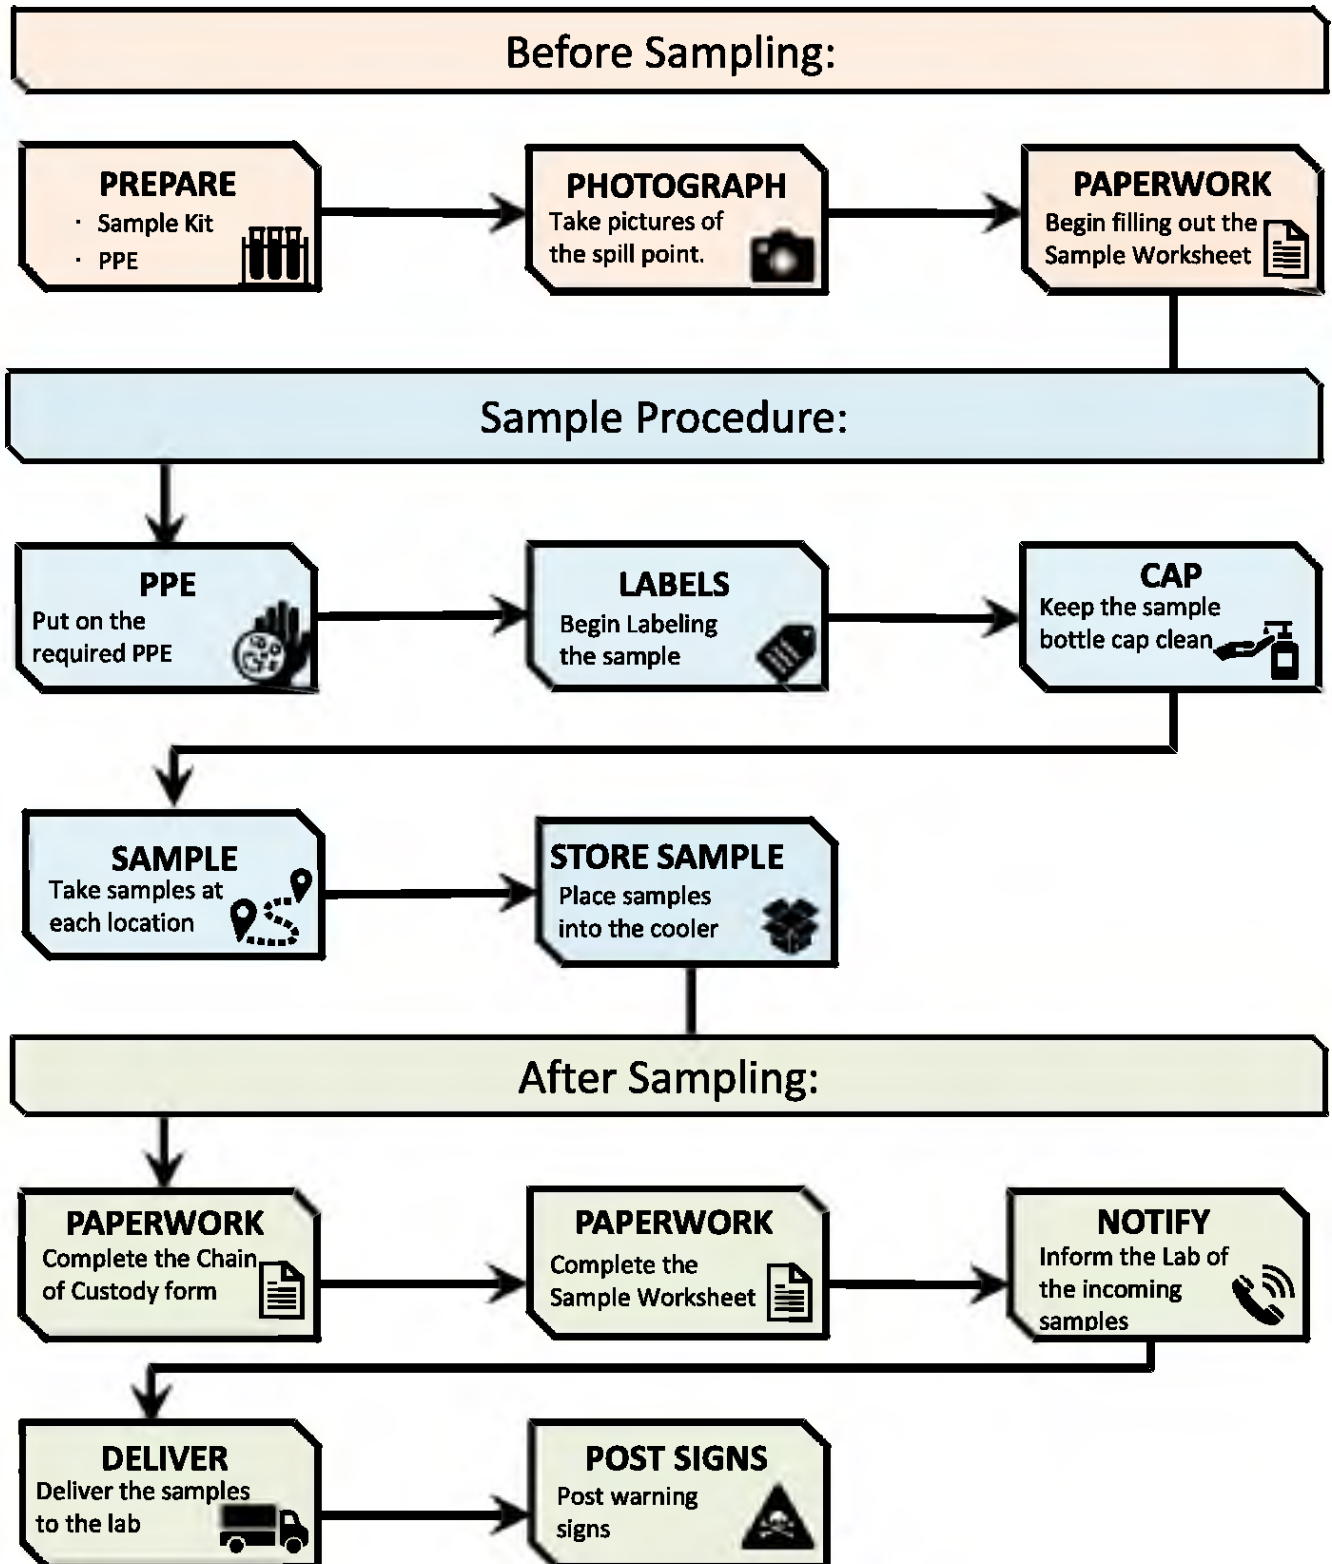 Before Sampling:
PREPARE
· Sample Kit
· PPE
PHOTOGRAPH
Take pictures of
the spill point.
PAPERWORK
Begin filling out the
Sample Worksheet
Sample Procedure:
PPE
Put on the
required PPE
LABELS
Begin Labeling
the sample
CAP
Keep the sample
bottle cap clean
SAMPLE
Take samples at
each location
STORE SAMPLE
Place samples
into the cooler
After Sampling:
PAPERWORK
Complete the Chain
of Custody form
PAPERWORK
Complete the
Sample Worksheet
NOTIFY
Inform the Lab of
the incoming
samples
DELIVER
Deliver the samples
to the lab
POST SIGNS
Post warning
signs